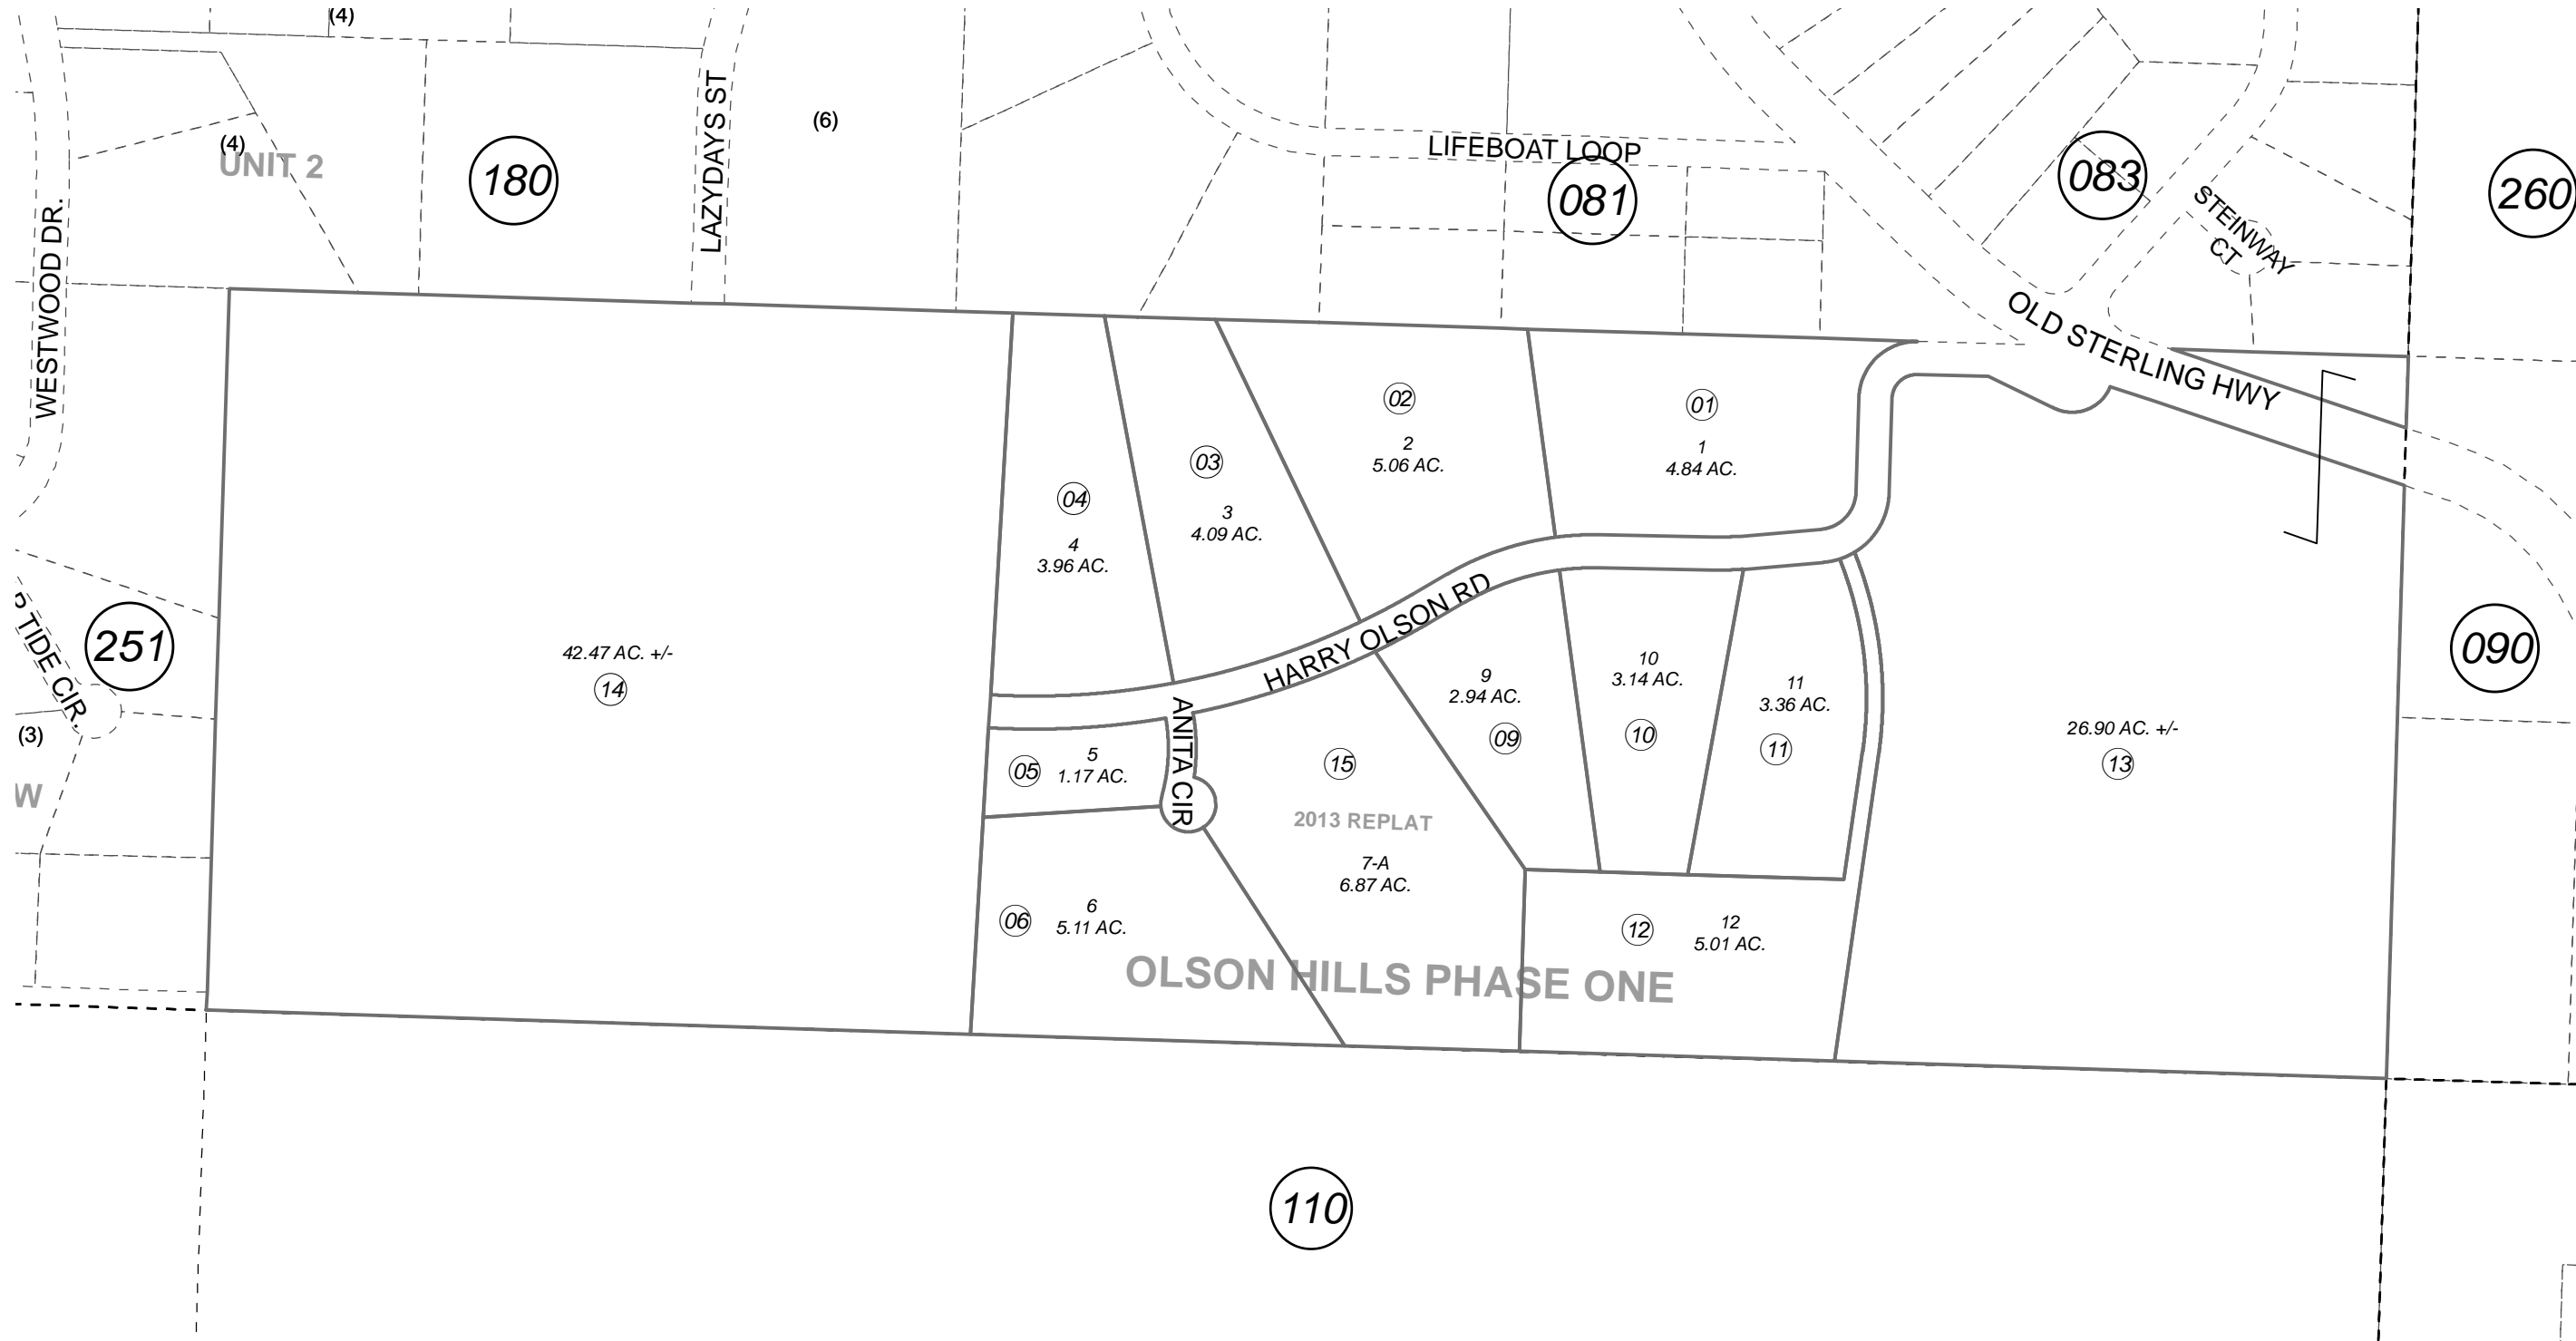 (4)
(4)
UNIT 2
180
LAZYDAYS ST
(6)
LIFEBOAT LOOP
081
083
260
STEINWAY
CT
WESTWOOD DR.
OLD STERLING HWY
02
2
5.06 AC.
01
1
4.84 AC.
03
3
4.09 AC.
04
4
3.96 AC.
HARRY OLSON RD
251
TIDE CIR.
(3)
W
42.47 AC. +/-
14
9
2.94 AC.
09
10
3.14 AC.
10
11
3.36 AC.
11
090
26.90 AC. +/-
13
ANITA CIR
05
5
1.17 AC.
15
2013 REPLAT
7-A
6.87 AC.
06
6
5.11 AC.
12
12
5.01 AC.
OLSON HILLS PHASE ONE
110